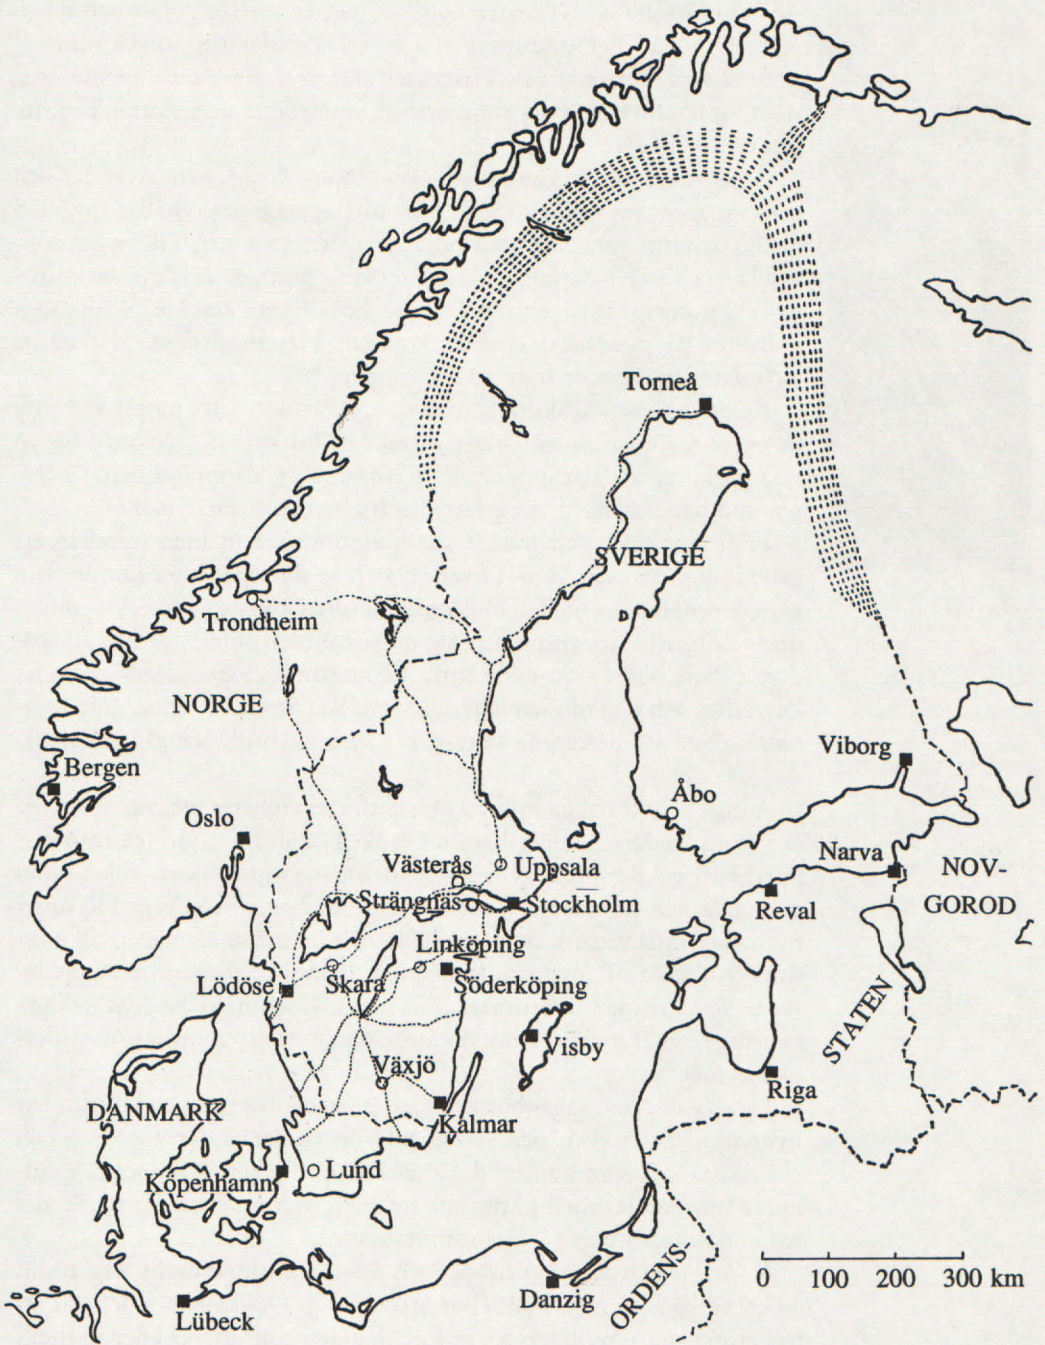 Torneå
SVERIGE
Trondheim
NORGE
Bergen
Viborg
Åbo
Oslo
Västerås
Uppsala
Narva
NOV-
GOROD
Strängnäs
Stockholm
Reval
Linköping
Lödöse
Skara
Söderköping
STATEN
Visby
Växjö
Riga
DANMARK
Kalmar
Köpenhamn
Lund
ORDENS-
0 100 200 300 km
Danzig
Lübeck